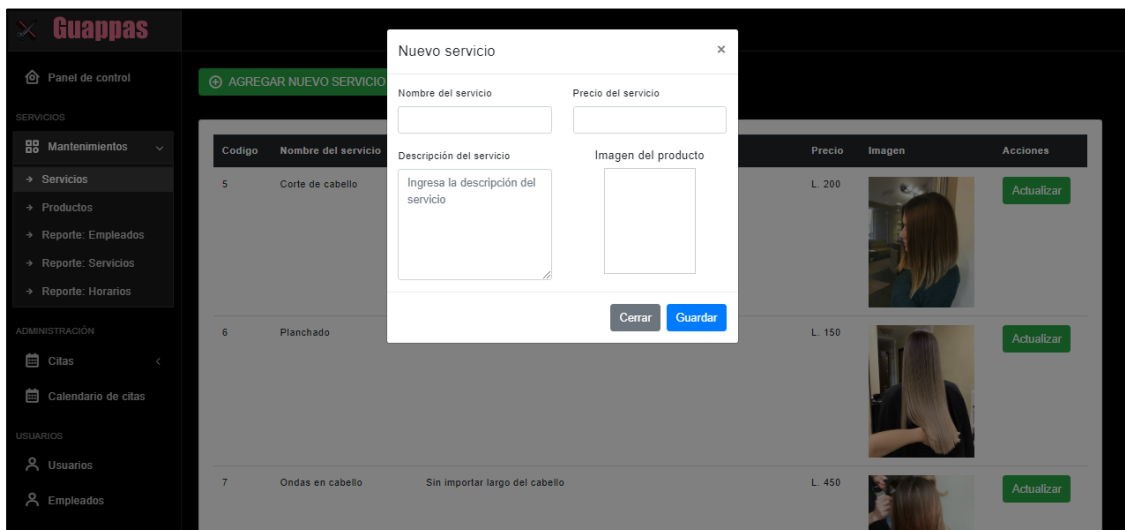 Guappas
Panel de control
SERVICIOS
Mantenimientos
Servicios
Productos
Reporte: Empleados
Reporte: Servicios
Reporte: Horarios
ADMINISTRACIÓN
Citas
Calendario de citas
USUARIOS
Usuarios
Empleados
AGREGAR NUEVO SERVICIO
Nuevo servicio
×
Nombre del servicio Precio del servicio
Descripción del servicio Imagen del producto
Ingresa la descripción del
servicio
Cerrar Guardar
Codigo Nombre del servicio Precio Imagen Acciones
5 Corte de cabello L. 200 Actualizar
6 Planchado L. 150 Actualizar
7 Ondas en cabello Sin importar largo del cabello L. 450 Actualizar